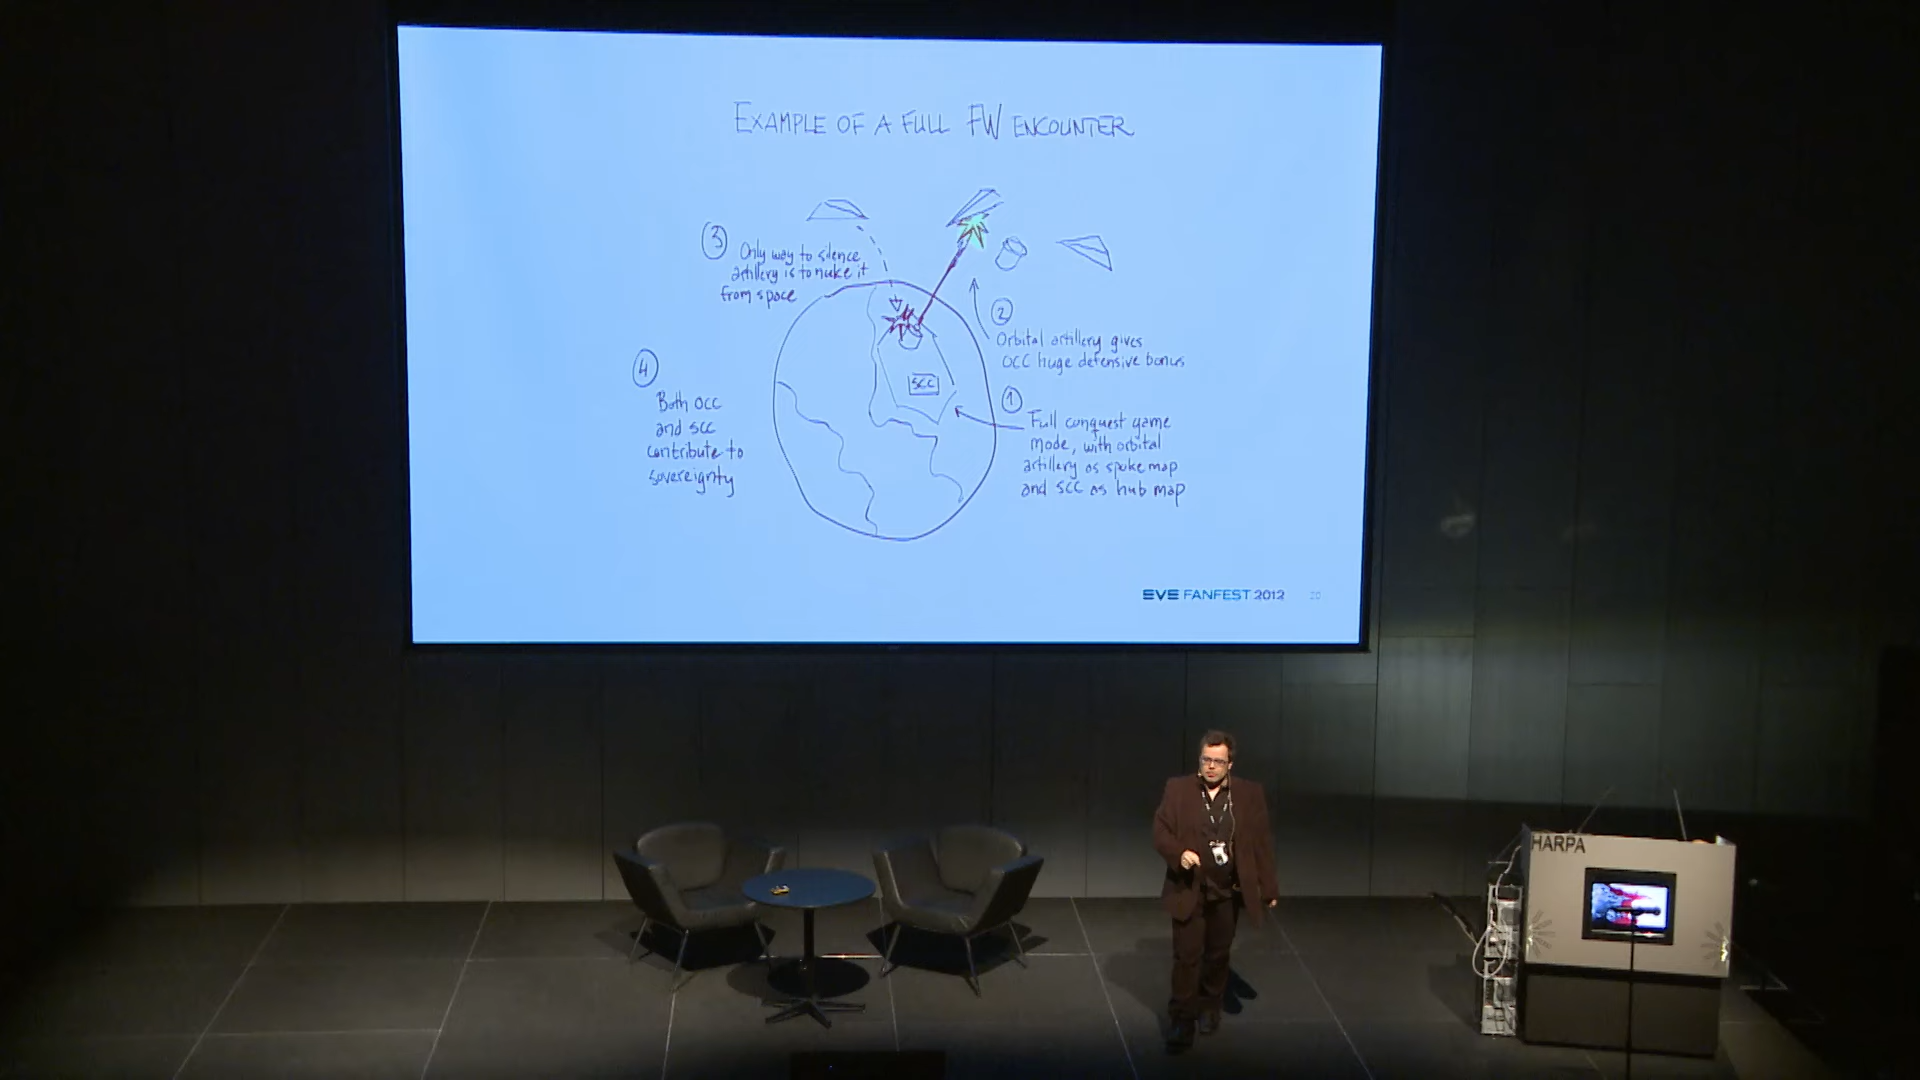 EXAMPLE OF A FULL FW ENCOUNTER
3
Only way to silence
artillery is to nuke it
from space
2
Orbital artillery gives
OCC huge defensive bonus
4
Both OCC
and SCC
contribute to
sovereignty
SCC
1
Full conquest game
mode, with orbital
artillery as spoke map
and SCC as hub map
EVE FANFEST 2012
20
HARPA